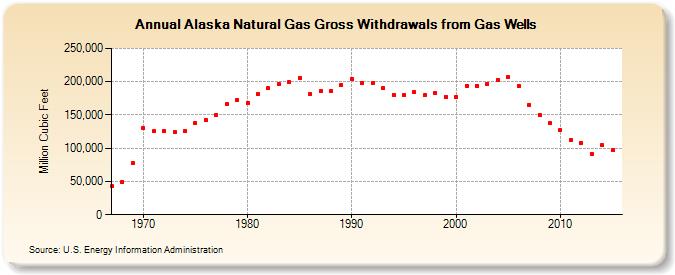 Annual Alaska Natural Gas Gross Withdrawals from Gas Wells
Million Cubic Feet
250,000
200,000
150,000
100,000
50,000
0
1970 1980 1990 2000 2010
Source: U.S. Energy Information Administration